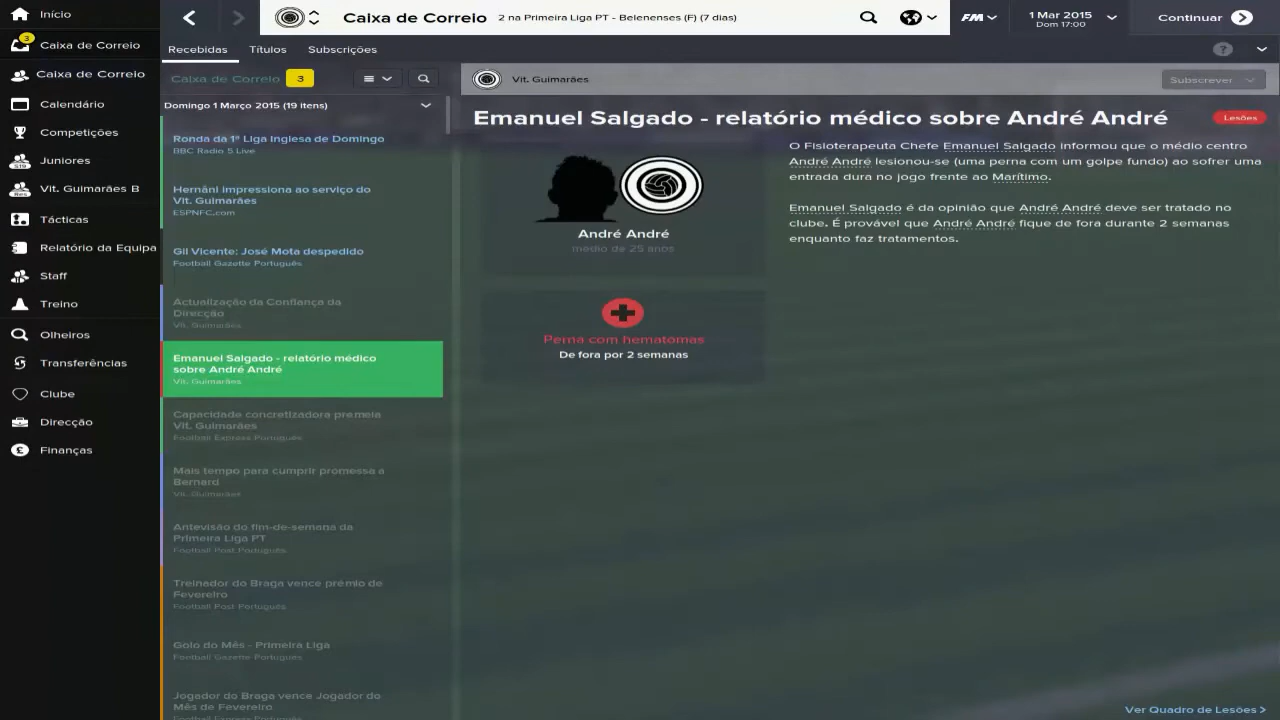 Início
3
Caixa de Correio
Caixa de Correio
Calendário
Competições
S19
Juniores
Res
Vit. Guimarães B
Tácticas
Relatório da Equipa
Staff
Treino
Olheiros
Transferências
Clube
Direcção
£
Finanças
Caixa de Correio
2 na Primeira Liga PT - Belenenses (F) (7 dias)
FM
1 Mar 2015
Dom 17:00
Continuar
Recebidas
Títulos
Subscrições
?
Caixa de Correio
3
Domingo 1 Março 2015 (19 itens)
Ronda da 1ª Liga Inglesa de Domingo
BBC Radio 5 Live
Hernâni impressiona ao serviço do
Vit. Guimarães
ESPNFC.com
Gil Vicente: José Mota despedido
Football Gazette Português
Actualização da Confiança da
Direcção
Vit. Guimarães
Emanuel Salgado - relatório médico
sobre André André
Vit. Guimarães
Capacidade concretizadora premeia
Vit. Guimarães
Football Express Português
Mais tempo para cumprir promessa a
Bernard
Vit. Guimarães
Antevisão do fim-de-semana da
Primeira Liga PT
Football Post Português
Treinador do Braga vence prémio de
Fevereiro
Football Post Português
Golo do Mês - Primeira Liga
Football Gazette Português
Jogador do Braga vence Jogador do
Mês de Fevereiro
Football Express Português
Vit. Guimarães
Subscrever
Emanuel Salgado - relatório médico sobre André André
Lesões
André André
médio de 25 anos
Perna com hematomas
De fora por 2 semanas
O Fisioterapeuta Chefe Emanuel Salgado informou que o médio centro
André André lesionou-se (uma perna com um golpe fundo) ao sofrer uma
entrada dura no jogo frente ao Marítimo.
Emanuel Salgado é da opinião que André André deve ser tratado no
clube. É provável que André André fique de fora durante 2 semanas
enquanto faz tratamentos.
Ver Quadro de Lesões >